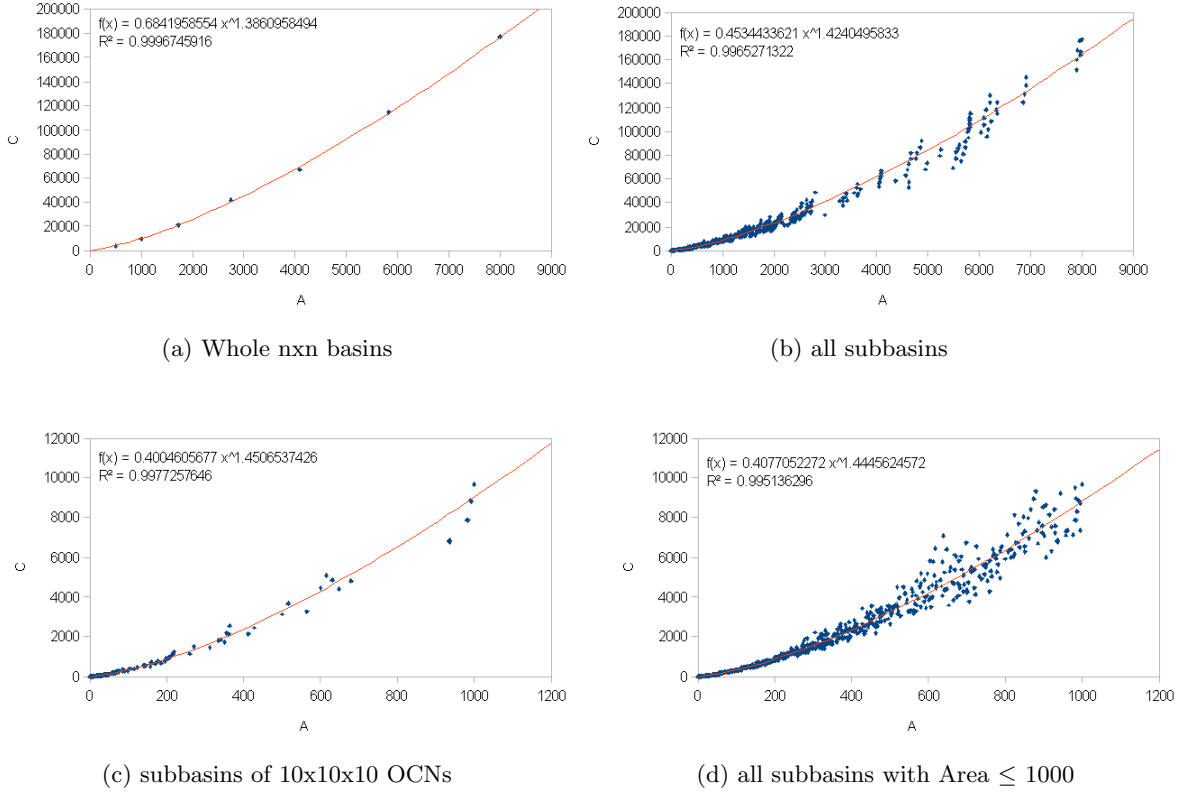 f(x) = 0.6841958554 x^1.3860958494
R² = 0.9996745916
200000
180000
160000
140000
120000
100000
80000
60000
40000
20000
0
C
0 1000 2000 3000 4000 5000 6000 7000 8000 9000
A
(a) Whole nxn basins
f(x) = 0.4534433621 x^1.4240495833
R² = 0.9965271322
200000
180000
160000
140000
120000
100000
80000
60000
40000
20000
0
C
0 1000 2000 3000 4000 5000 6000 7000 8000 9000
A
(b) all subbasins
f(x) = 0.4004605677 x^1.4506537426
R² = 0.9977257646
12000
10000
8000
6000
4000
2000
0
C
0 200 400 600 800 1000 1200
A
(c) subbasins of 10x10x10 OCNs
f(x) = 0.4077052272 x^1.4445624572
R² = 0.995136296
12000
10000
8000
6000
4000
2000
0
C
0 200 400 600 800 1000 1200
A
(d) all subbasins with Area ≤ 1000